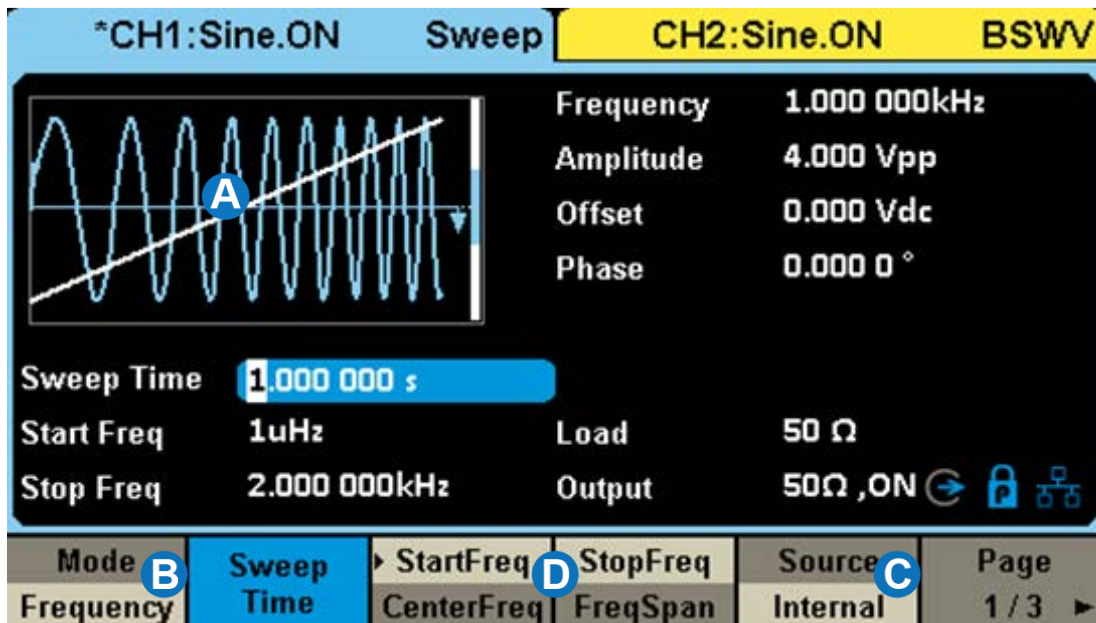 *CH1:Sine.ON Sweep CH2:Sine.ON BSWV
Frequency 1.000 000kHz
Amplitude 4.000 Vpp
Offset 0.000 Vdc
Phase 0.000 0 °
A
Sweep Time 1.000 000 s
Start Freq 1uHz Load 50 Ω
Stop Freq 2.000 000kHz Output 50Ω ,ON P
Mode B Sweep StartFreq D StopFreq Source C Page
Frequency Time CenterFreq FreqSpan Internal 1 / 3